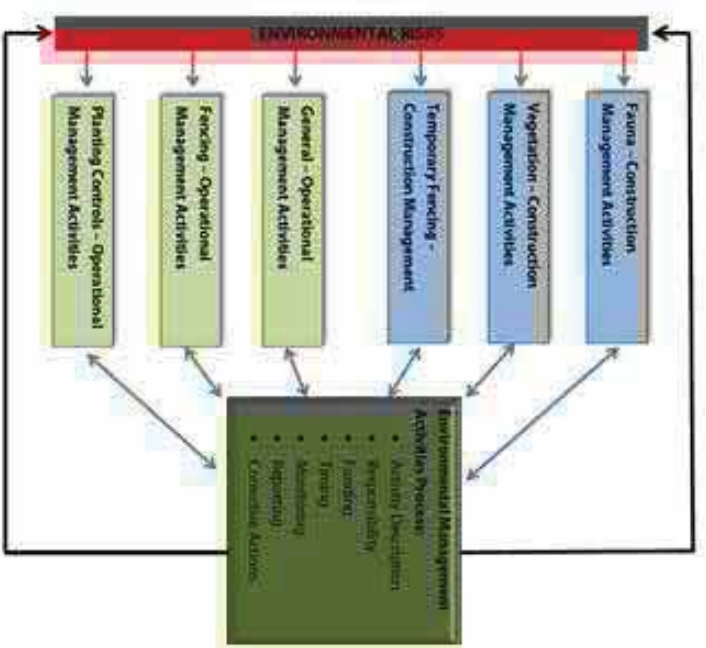 ENVIRONMENTAL RISKS
Fauna – Construction
Management Activities
Vegetation – Construction
Management Activities
Temporary Fencing –
Construction Management
General – Operational
Management Activities
Fencing – Operational
Management Activities
Planting Controls – Operational
Management Activities
Environmental Management
Activities Process:
• Activity Description
• Responsibility
• Funding
• Timing
• Monitoring
• Reporting
• Corrective Actions